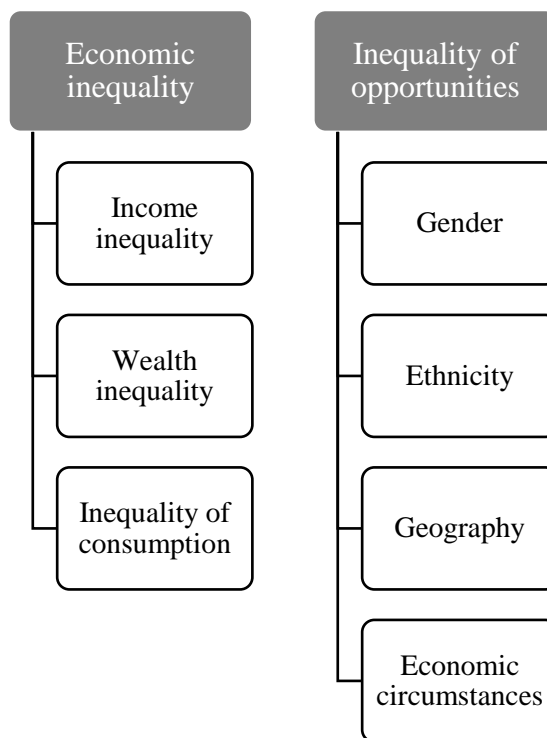 Economic
inequality
Income
inequality
Wealth
inequality
Inequality of
consumption
Inequality of
opportunities
Gender
Ethnicity
Geography
Economic
circumstances